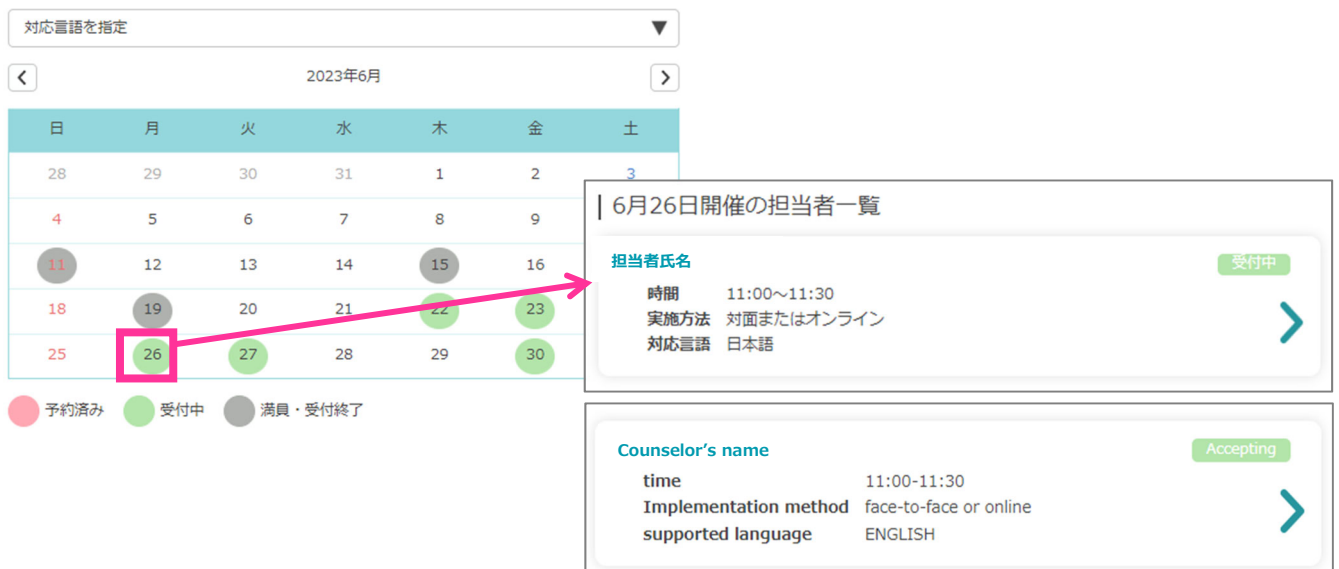 対応言語を指定 ▼
2023年6月
日 月 火 水 木 金 土
28 29 30 31 1 2 3
4 5 6 7 8 9
11 12 13 14 15 16
18 19 20 21 22 23
25 26 27 28 29 30
予約済み 受付中 満員・受付終了
6月26日開催の担当者一覧
担当者氏名 受付中
時間 11:00～11:30
実施方法 対面またはオンライン
対応言語 日本語
Counselor's name Accepting
time 11:00-11:30
Implementation method face-to-face or online
supported language ENGLISH